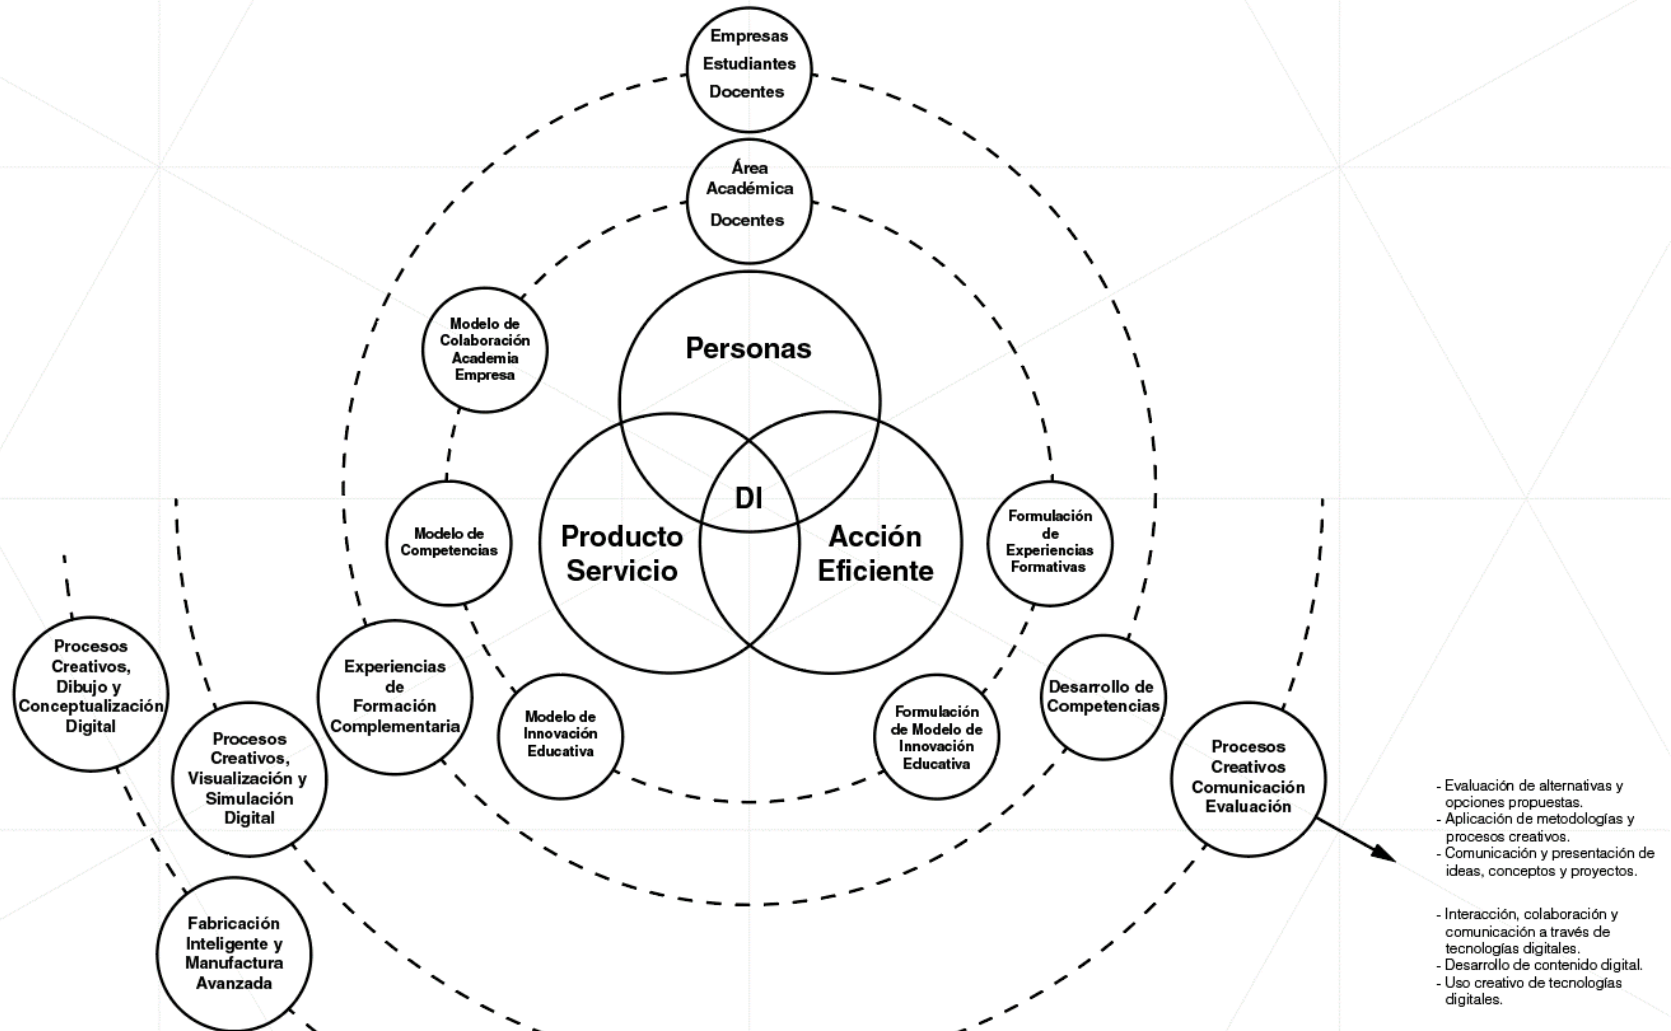 Empresas
Estudiantes
Docentes
Área
Académica
Docentes
Modelo de
Colaboración
Academia
Empresa
Personas
DI
Producto
Servicio
Acción
Eficiente
Modelo de
Competencias
Formulación
de
Experiencias
Formativas
Procesos
Creativos,
Dibujo y
Conceptualización
Digital
Procesos
Creativos,
Visualización y
Simulación
Digital
Experiencias
de
Formación
Complementaria
Modelo de
Innovación
Educativa
Formulación
de Modelo de
Innovación
Educativa
Desarrollo de
Competencias
Procesos
Creativos
Comunicación
Evaluación
Fabricación
Inteligente y
Manufactura
Avanzada
- Evaluación de alternativas y
opciones propuestas.
- Aplicación de metodologías y
procesos creativos.
- Comunicación y presentación de
ideas, conceptos y proyectos.
- Interacción, colaboración y
comunicación a través de
tecnologías digitales.
- Desarrollo de contenido digital.
- Uso creativo de tecnologías
digitales.